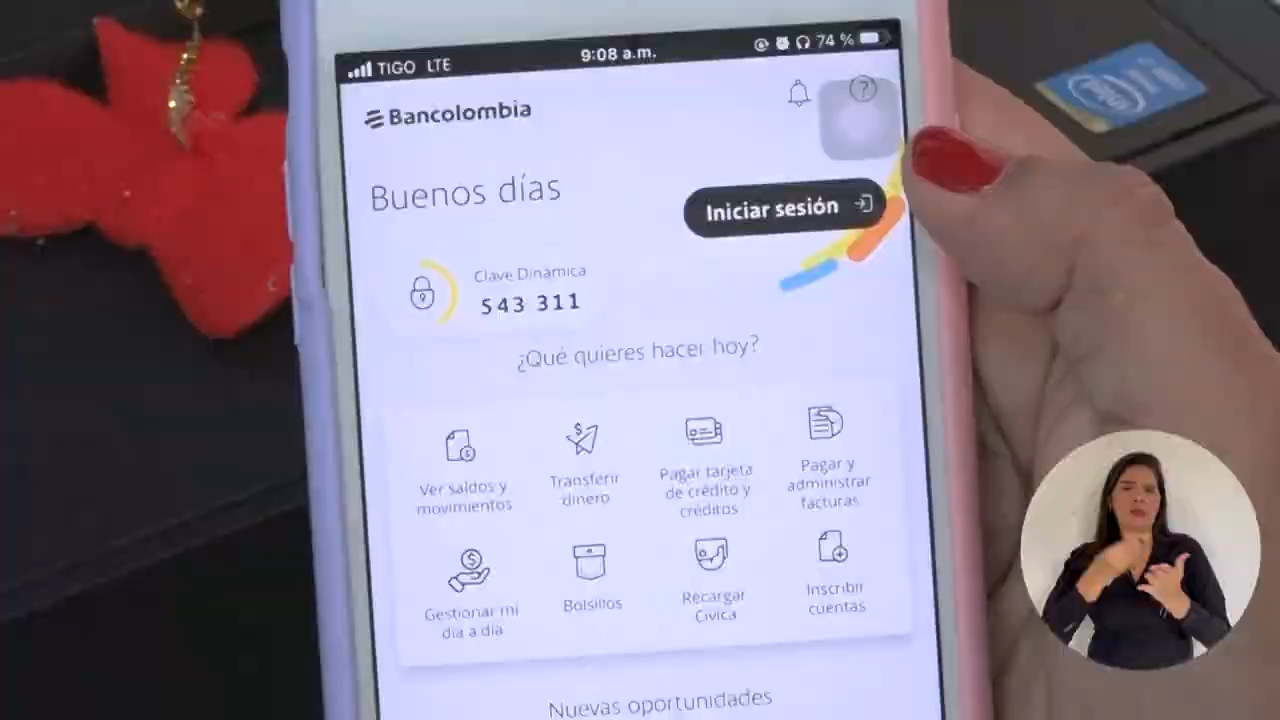 TIGO LTE
9:08 a.m.
74 %
Bancolombia
?
Buenos días
Iniciar sesión
Clave Dinámica
543 311
¿Qué quieres hacer hoy?
Ver saldos y
movimientos
Transferir
dinero
Pagar tarjeta
de crédito y
créditos
Pagar y
administrar
facturas
Gestionar mi
día a día
Bolsillos
Recargar
Cívica
Inscribir
cuentas
Nuevas oportunidades